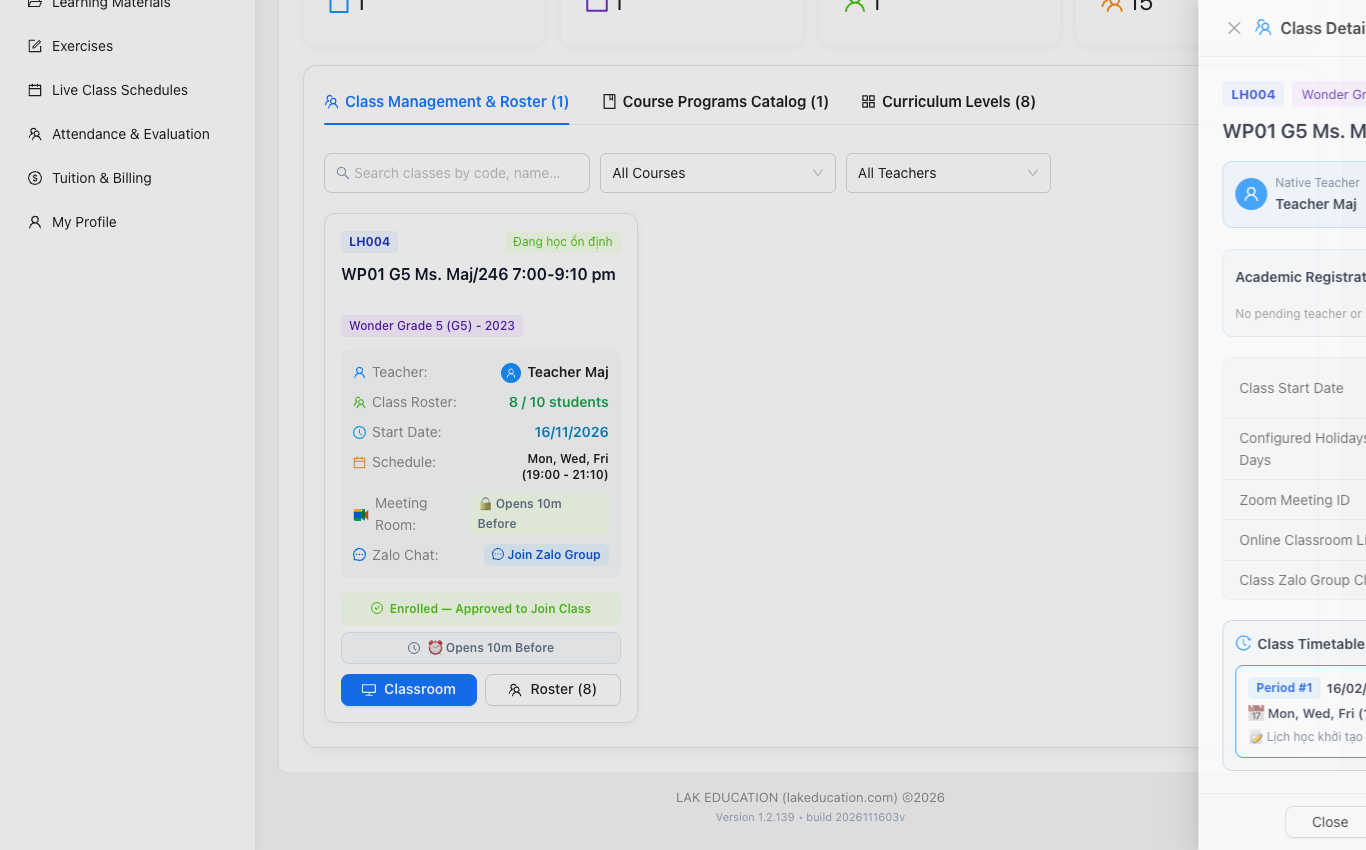 Learning Materials
Exercises
Live Class Schedules
Attendance & Evaluation
Tuition & Billing
My Profile
1
1
1
15
Class Management & Roster (1)
Course Programs Catalog (1)
Curriculum Levels (8)
Search classes by code, name...
All Courses
All Teachers
LH004
Đang học ổn định
WP01 G5 Ms. Maj/246 7:00-9:10 pm
Wonder Grade 5 (G5) - 2023
Teacher:
Teacher Maj
Class Roster:
8 / 10 students
Start Date:
16/11/2026
Schedule:
Mon, Wed, Fri
(19:00 - 21:10)
Meeting
Room:
Opens 10m
Before
Zalo Chat:
Join Zalo Group
Enrolled — Approved to Join Class
Opens 10m Before
Classroom
Roster (8)
LAK EDUCATION (lakeducation.com) ©2026
Version 1.2.139 • build 2026111603v
Class Detai
LH004
Wonder Gr
WP01 G5 Ms. M
Native Teacher
Teacher Maj
Academic Registrat
No pending teacher or
Class Start Date
Configured Holidays
Days
Zoom Meeting ID
Online Classroom Li
Class Zalo Group Ch
Class Timetable
Period #1
16/02/
Mon, Wed, Fri (1
Lịch học khởi tạo
Close